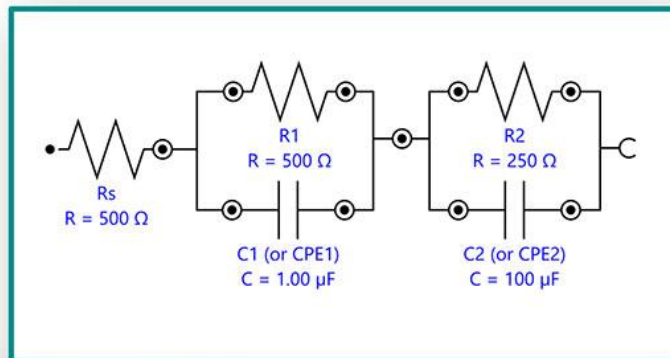 R1
R = 500 Ω
R2
R = 250 Ω
Rs
R = 500 Ω
C1 (or CPE1)
C = 1.00 µF
C2 (or CPE2)
C = 100 µF